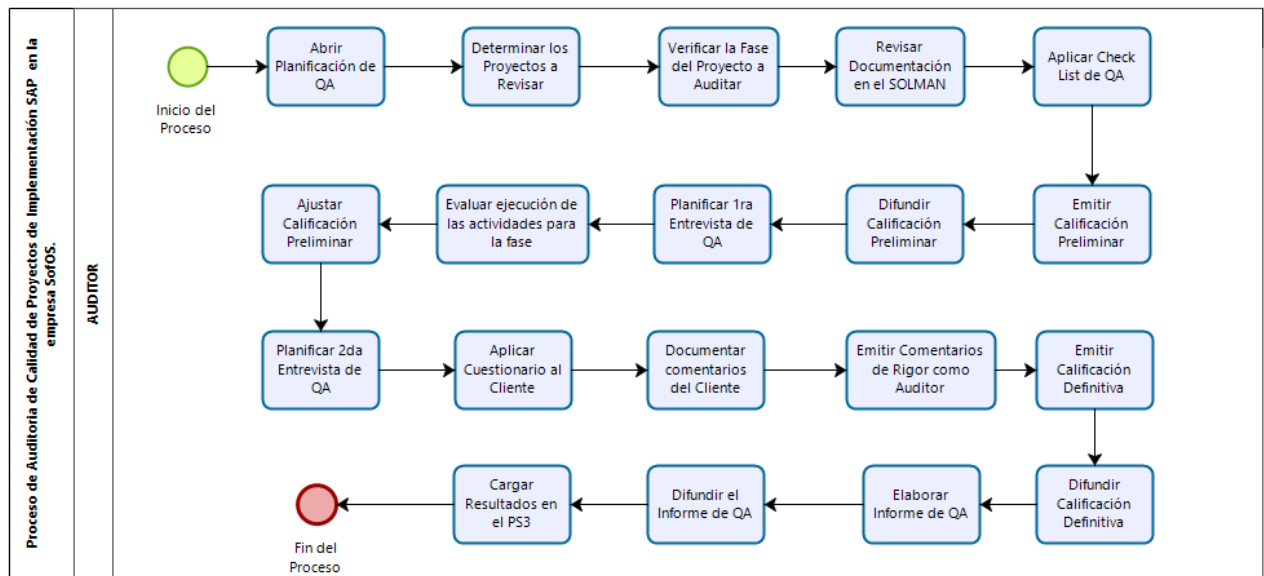 Proceso de Auditoria de Calidad de Proyectos de Implementación SAP en la
empresa SofOS.
AUDITOR
Inicio del
Proceso
Abrir
Planificación de
QA
Determinar los
Proyectos a
Revisar
Verificar la Fase
del Proyecto a
Auditar
Revisar
Documentación
en el SOLMAN
Aplicar Check
List de QA
Emitir
Calificación
Preliminar
Difundir
Calificación
Preliminar
Planificar 1ra
Entrevista de
QA
Evaluar ejecución de
las actividades para
la fase
Ajustar
Calificación
Preliminar
Planificar 2da
Entrevista de
QA
Aplicar
Cuestionario al
Cliente
Documentar
comentarios
del Cliente
Emitir Comentarios
de Rigor como
Auditor
Emitir
Calificación
Definitiva
Difundir
Calificación
Definitiva
Elaborar
Informe de QA
Difundir el
Informe de QA
Cargar
Resultados en
el PS3
Fin del
Proceso